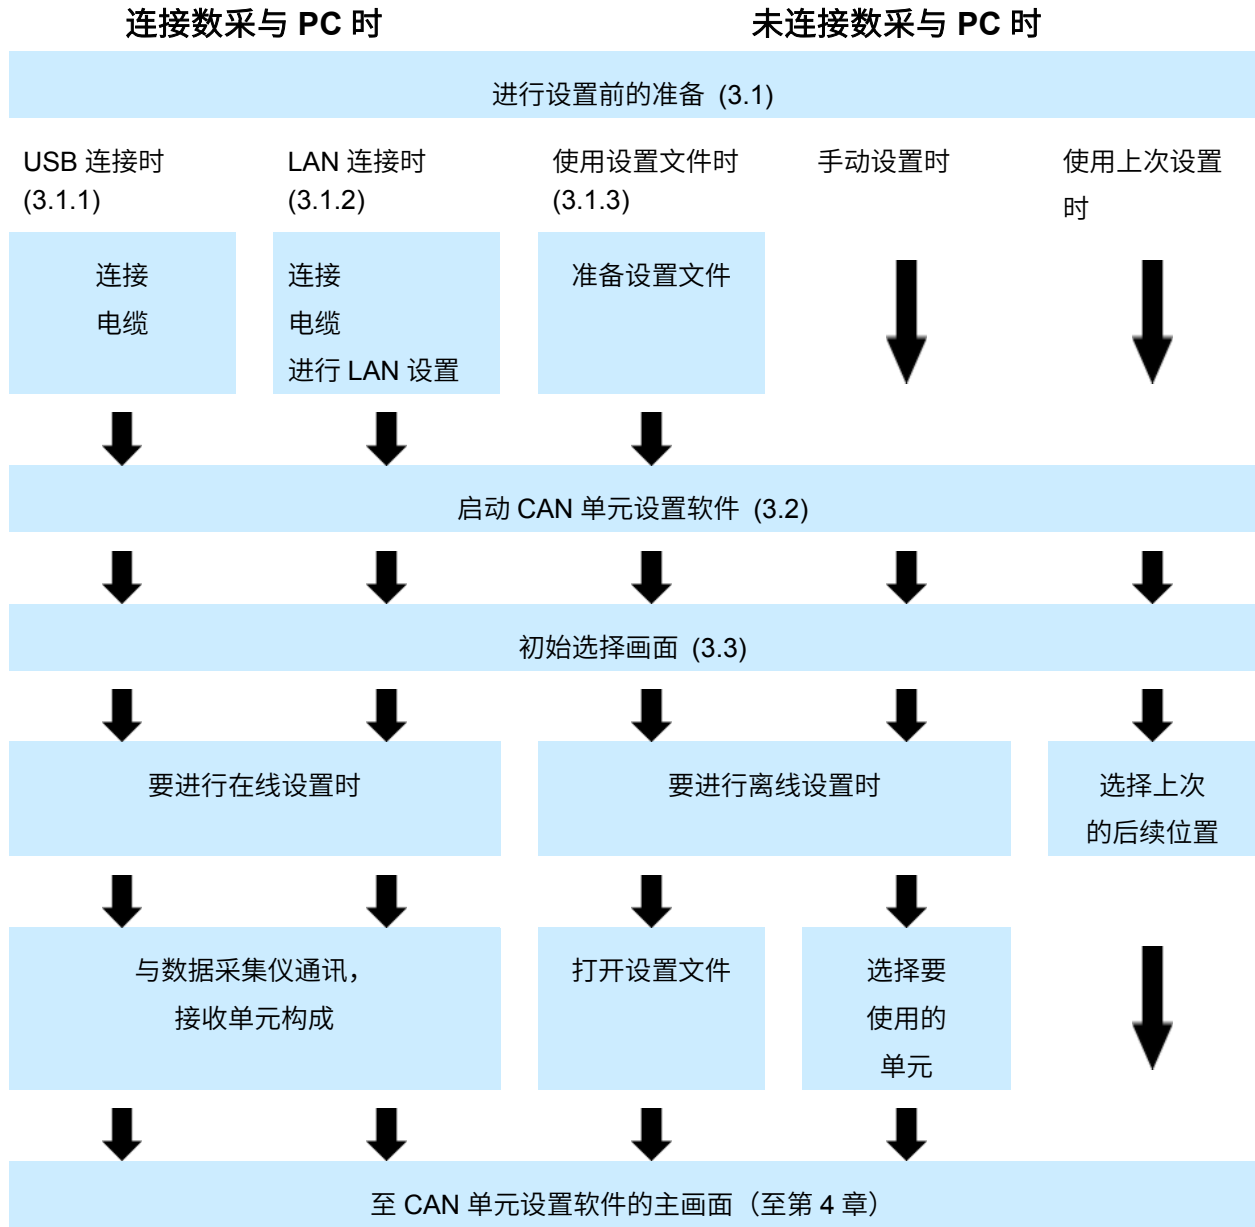 连接数采与 PC 时
未连接数采与 PC 时
进行设置前的准备 (3.1)
USB 连接时
(3.1.1)
LAN 连接时
(3.1.2)
使用设置文件时
(3.1.3)
手动设置时
使用上次设置
时
连接
电缆
连接
电缆
进行 LAN 设置
准备设置文件
启动 CAN 单元设置软件 (3.2)
初始选择画面 (3.3)
要进行在线设置时
要进行离线设置时
选择上次
的后续位置
与数据采集仪通讯，
接收单元构成
打开设置文件
选择要
使用的
单元
至 CAN 单元设置软件的主画面（至第 4 章）